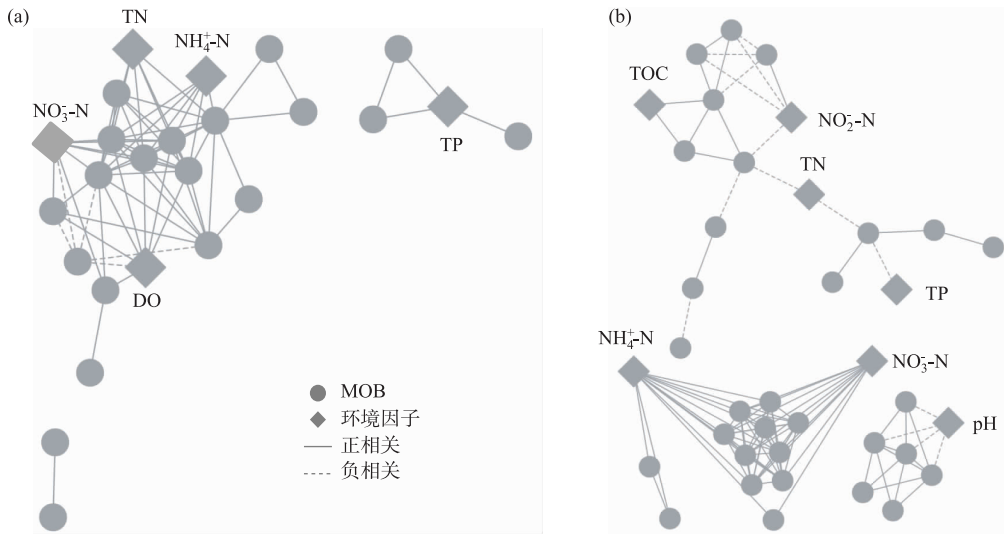 (a)
TN
NH₄⁺-N
NO₃⁻-N
TP
DO
MOB
环境因子
正相关
负相关
(b)
TOC
NO₂⁻-N
TN
TP
NH₄⁺-N
NO₃⁻-N
pH